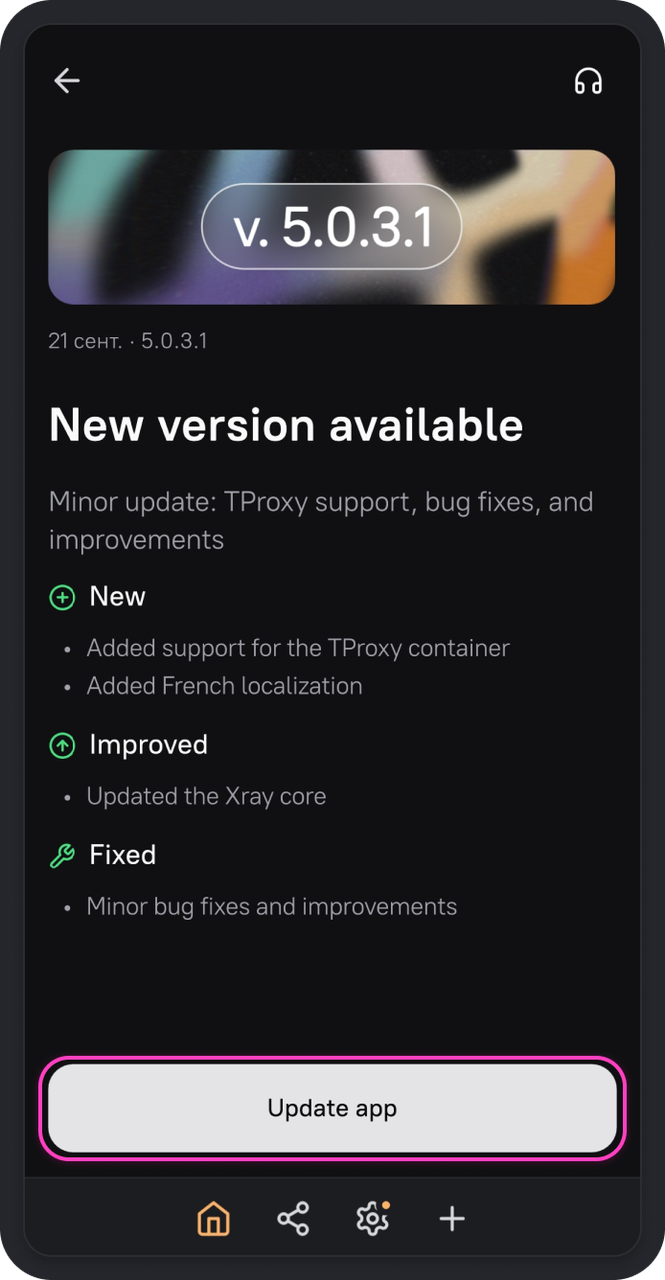 v. 5.0.3.1
21 сент. · 5.0.3.1
New version available
Minor update: TProxy support, bug fixes, and
improvements
New
• Added support for the TProxy container
• Added French localization
Improved
• Updated the Xray core
Fixed
• Minor bug fixes and improvements
Update app